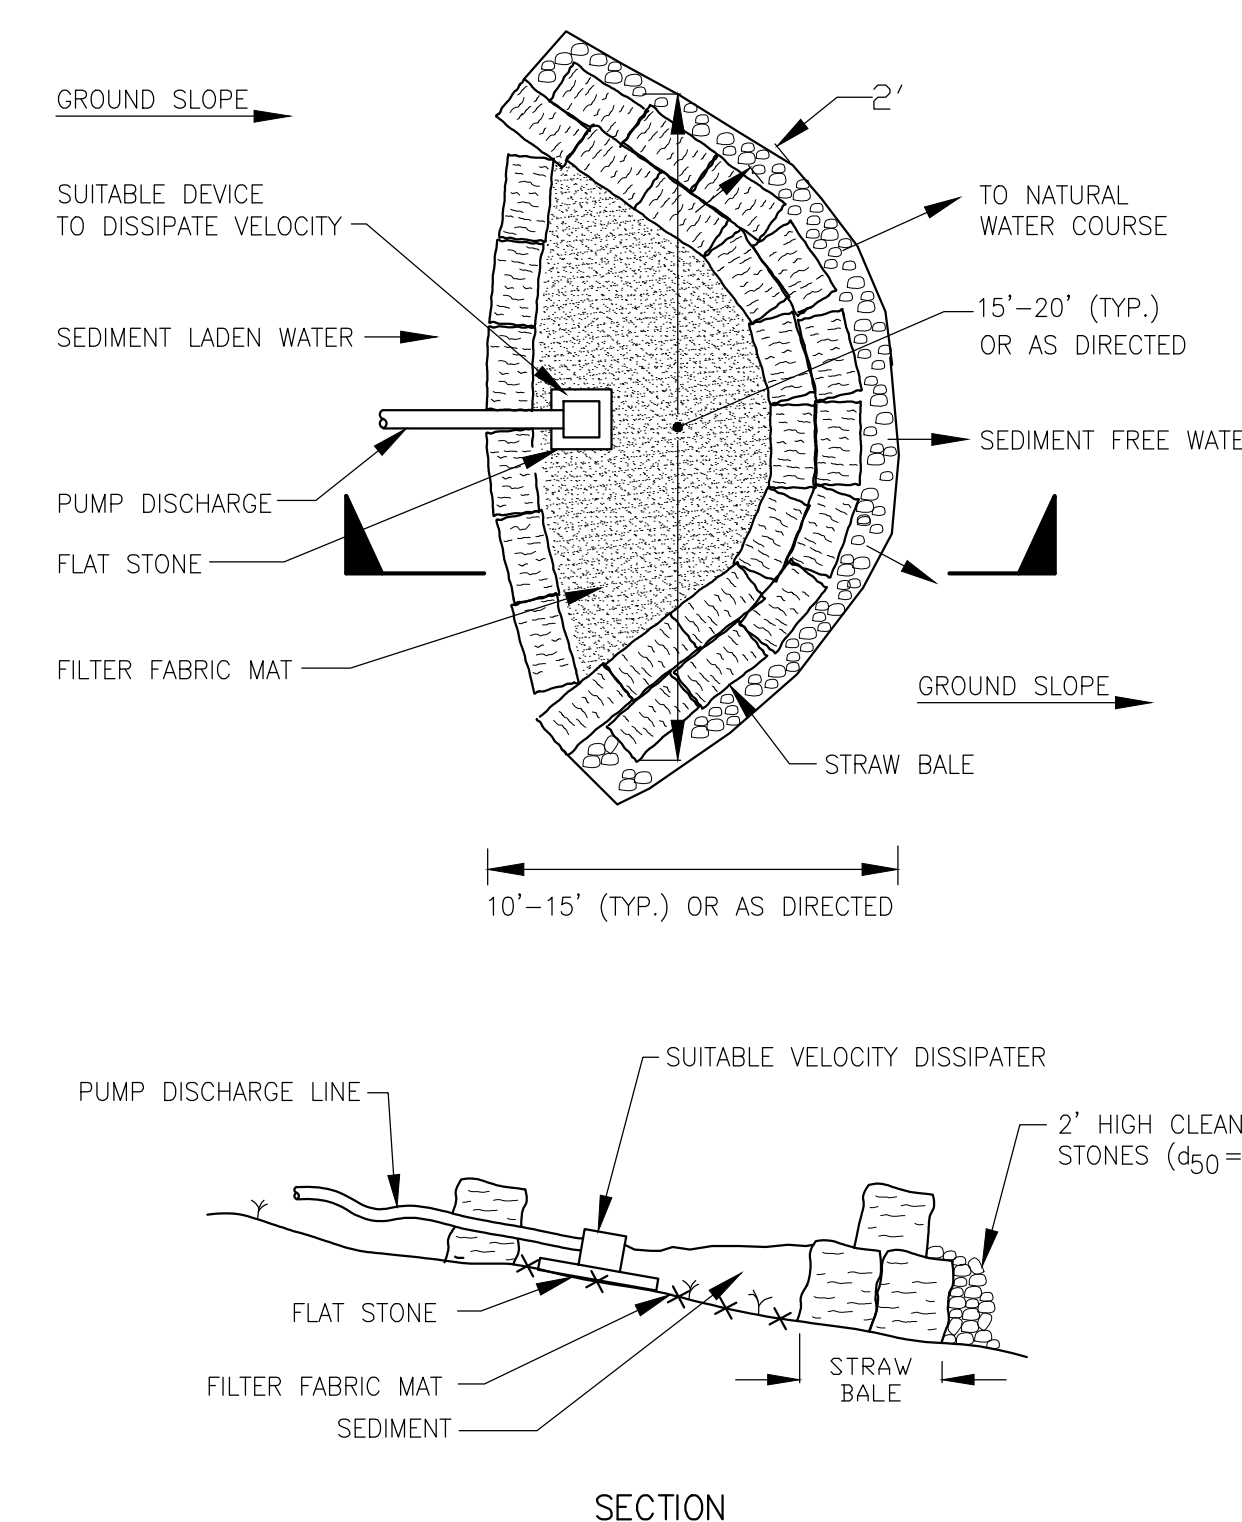 GROUND SLOPE
2'
SUITABLE DEVICE
TO DISSIPATE VELOCITY
TO NATURAL
WATER COURSE
15'-20' (TYP.)
OR AS DIRECTED
SEDIMENT LADEN WATER
SEDIMENT FREE WATE
PUMP DISCHARGE
FLAT STONE
FILTER FABRIC MAT
GROUND SLOPE
STRAW BALE
10'-15' (TYP.) OR AS DIRECTED
SUITABLE VELOCITY DISSIPATER
PUMP DISCHARGE LINE
2' HIGH CLEAN
STONES (d50=
FLAT STONE
STRAW
BALE
FILTER FABRIC MAT
SEDIMENT
SECTION